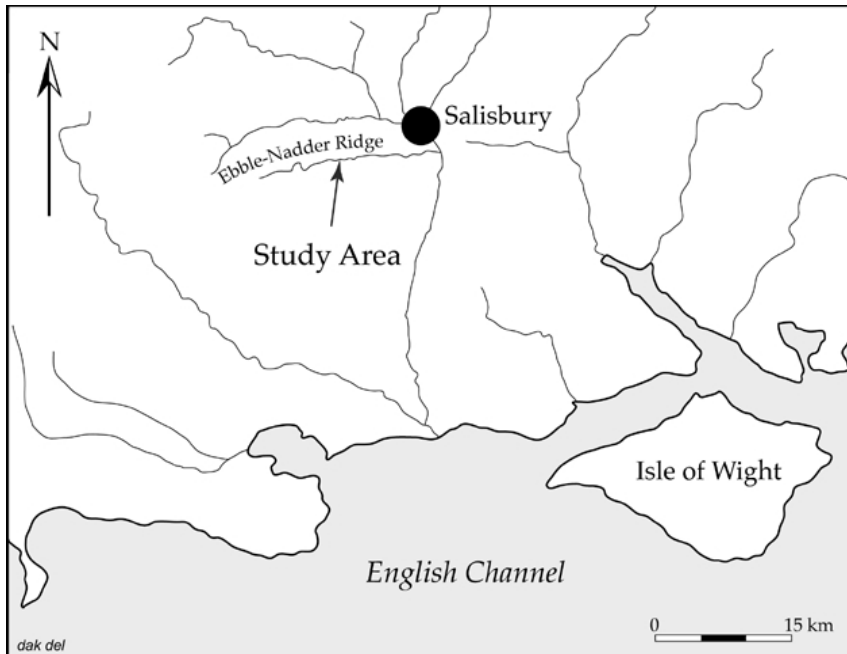 N
Salisbury
Ebble-Nadder Ridge
Study Area
Isle of Wight
English Channel
0 15 km
dak del